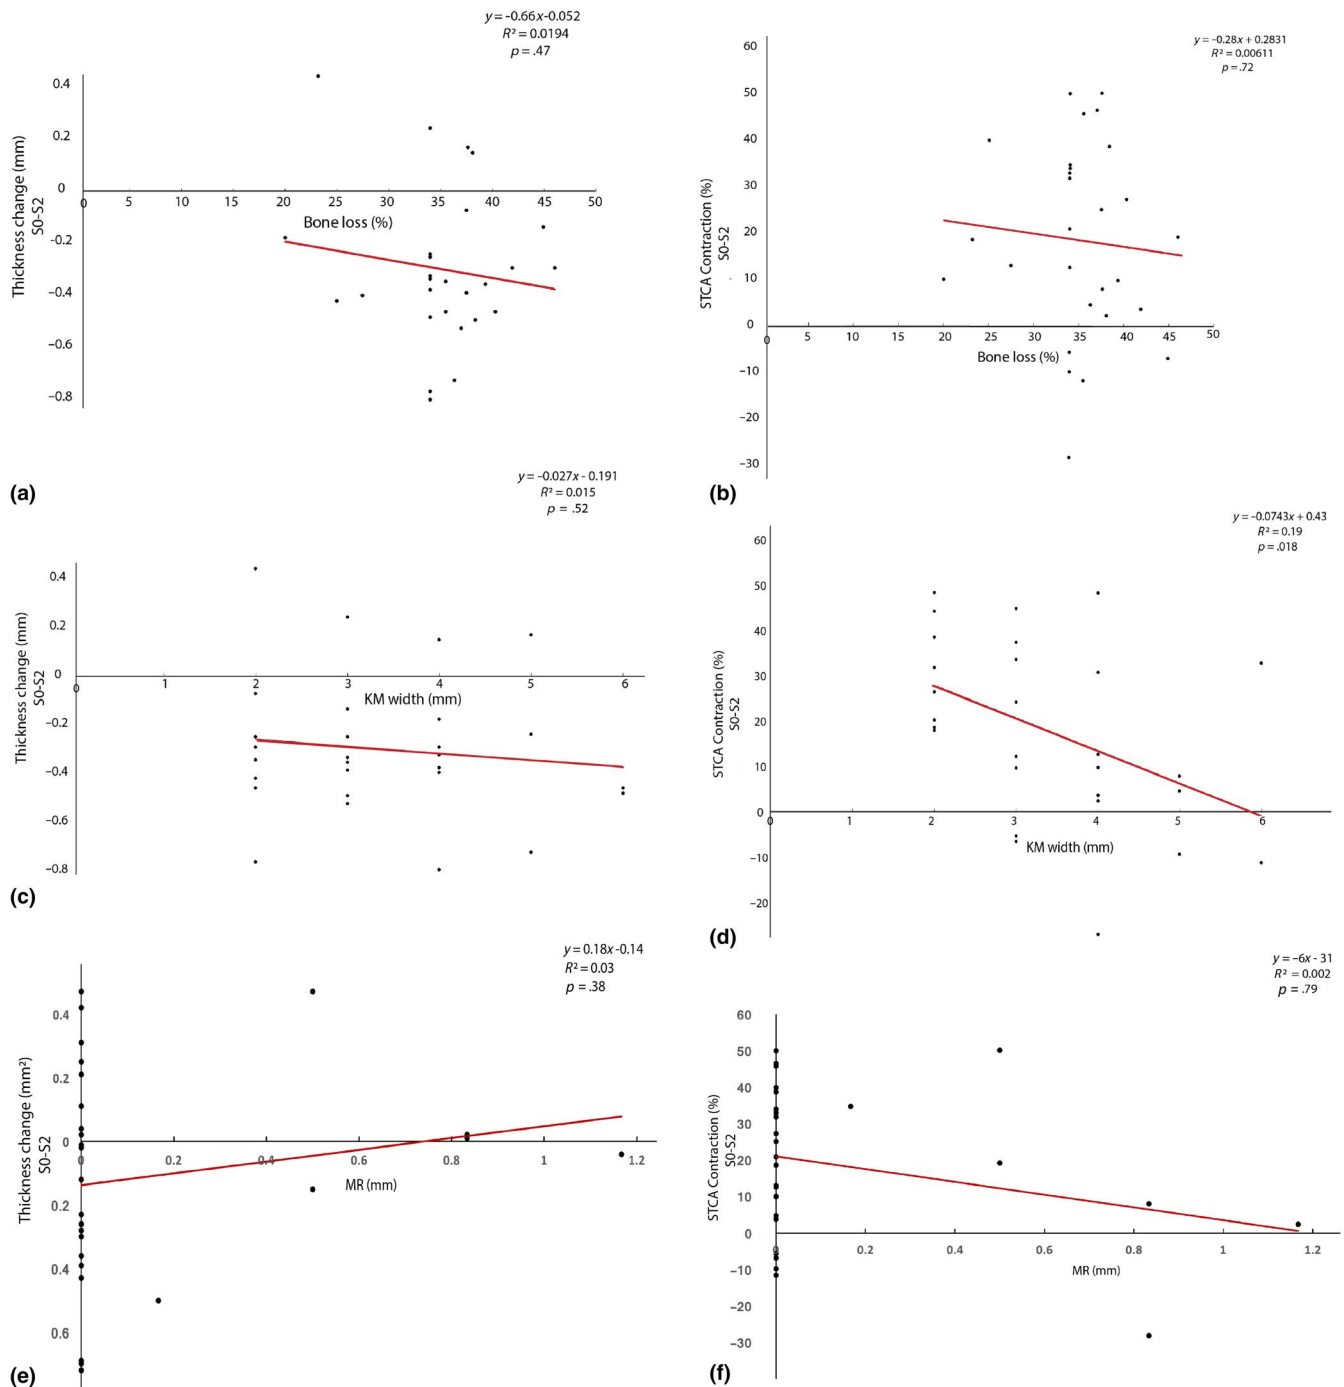 y = –0.66x-0.052
R² = 0.0194
p = .47
0.4
0.2
0
–0.2
–0.4
–0.6
–0.8
0 5 10 15 20 25 30 35 40 45 50
Bone loss (%)
Thickness change (mm)
S0-S2
(a)
y = –0.28x + 0.2831
R² = 0.00611
p = .72
60
50
40
30
20
10
0
–10
–20
–30
0 5 10 15 20 25 30 35 40 45 50
Bone loss (%)
STCA Contraction (%)
S0-S2
(b)
y = –0.027x - 0.191
R² = 0.015
p = .52
0.4
0.2
0
–0.2
–0.4
–0.6
–0.8
0 1 2 3 4 5 6
KM width (mm)
Thickness change (mm)
S0-S2
(c)
y = –0.0743x + 0.43
R² = 0.19
p = .018
60
50
40
30
20
10
0
–10
–20
0 1 2 3 4 5 6
KM width (mm)
STCA Contraction (%)
S0-S2
(d)
y = 0.18x -0.14
R² = 0.03
p = .38
0.4
0.2
0
0.2
0.4
0.6
0 0.2 0.4 0.6 0.8 1 1.2
MR (mm)
Thickness change (mm²)
S0-S2
(e)
y = –6x - 31
R² = 0.002
p = .79
60
50
40
30
20
10
0
–10
–20
–30
0 0.2 0.4 0.6 0.8 1 1.2
MR (mm)
STCA Contraction (%)
S0-S2
(f)